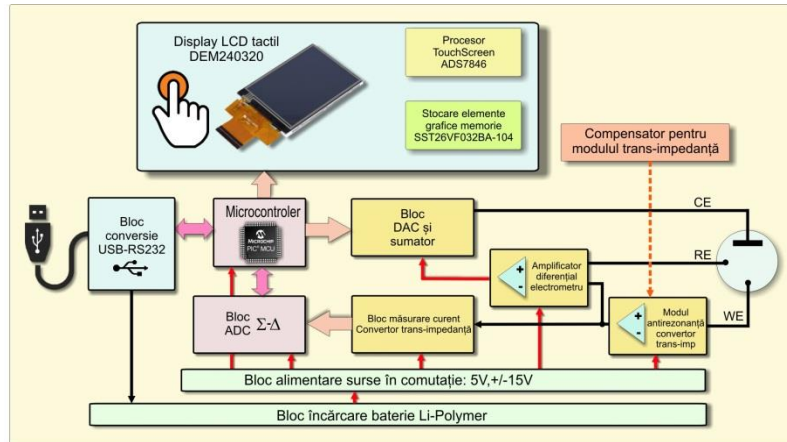 Display LCD tactil
DEM240320
Procesor
TouchScreen
ADS7846
Stocare elemente
grafice memorie
SST26VF032BA-104
Compensator pentru
modulul trans-impedanță
CE
Bloc
conversie
USB-RS232
Microcontroler
MICROCHIP
PIC® MCU
Bloc
DAC și
sumator
RE
Amplificator
diferențial
electrometru
WE
Modul
antirezonanță
convertor
trans-imp
Bloc
ADC Σ-Δ
Bloc măsurare curent
Convertor trans-impedanță
Bloc alimentare surse în comutație: 5V,+/-15V
Bloc încărcare baterie Li-Polymer